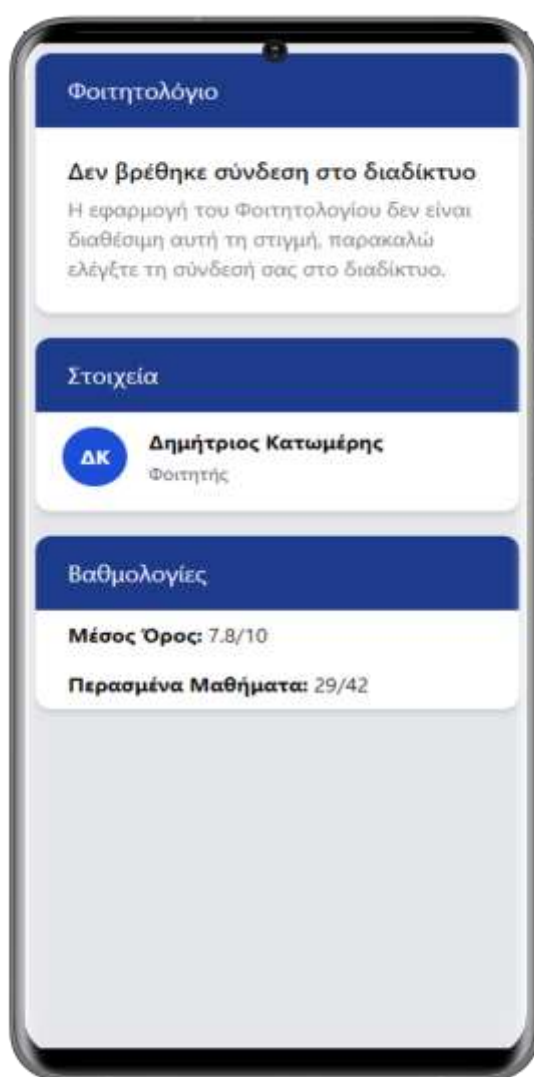 Φοιτητολόγιο
Δεν βρέθηκε σύνδεση στο διαδίκτυο
Η εφαρμογή του Φοιτητολογίου δεν είναι
διαθέσιμη αυτή τη στιγμή, παρακαλώ
ελέγξτε τη σύνδεσή σας στο διαδίκτυο.
Στοιχεία
ΔΚ
Δημήτριος Κατωμέρης
Φοιτητής
Βαθμολογίες
Μέσος Όρος: 7.8/10
Περασμένα Μαθήματα: 29/42